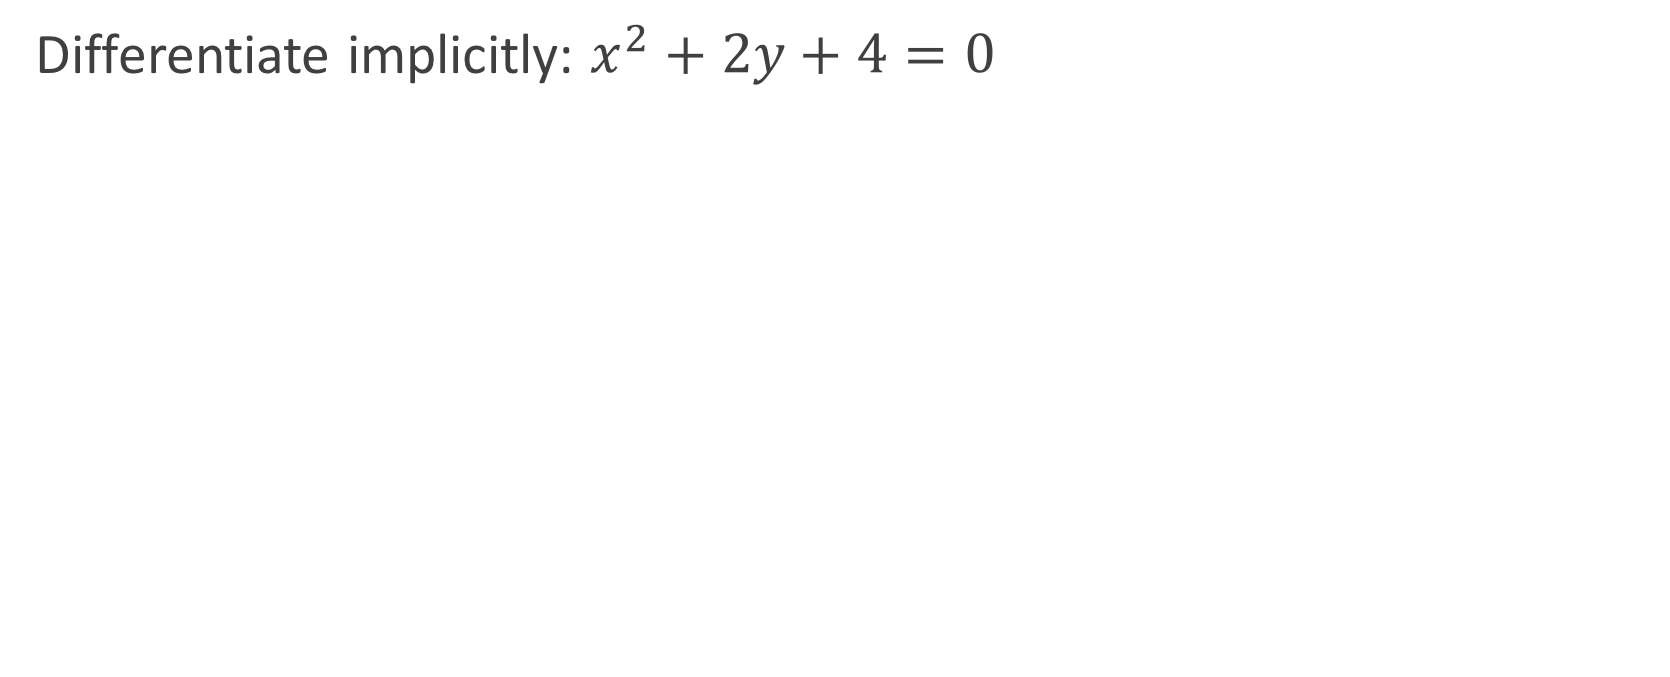 Differentiate implicitly: x² + 2y + 4 = 0